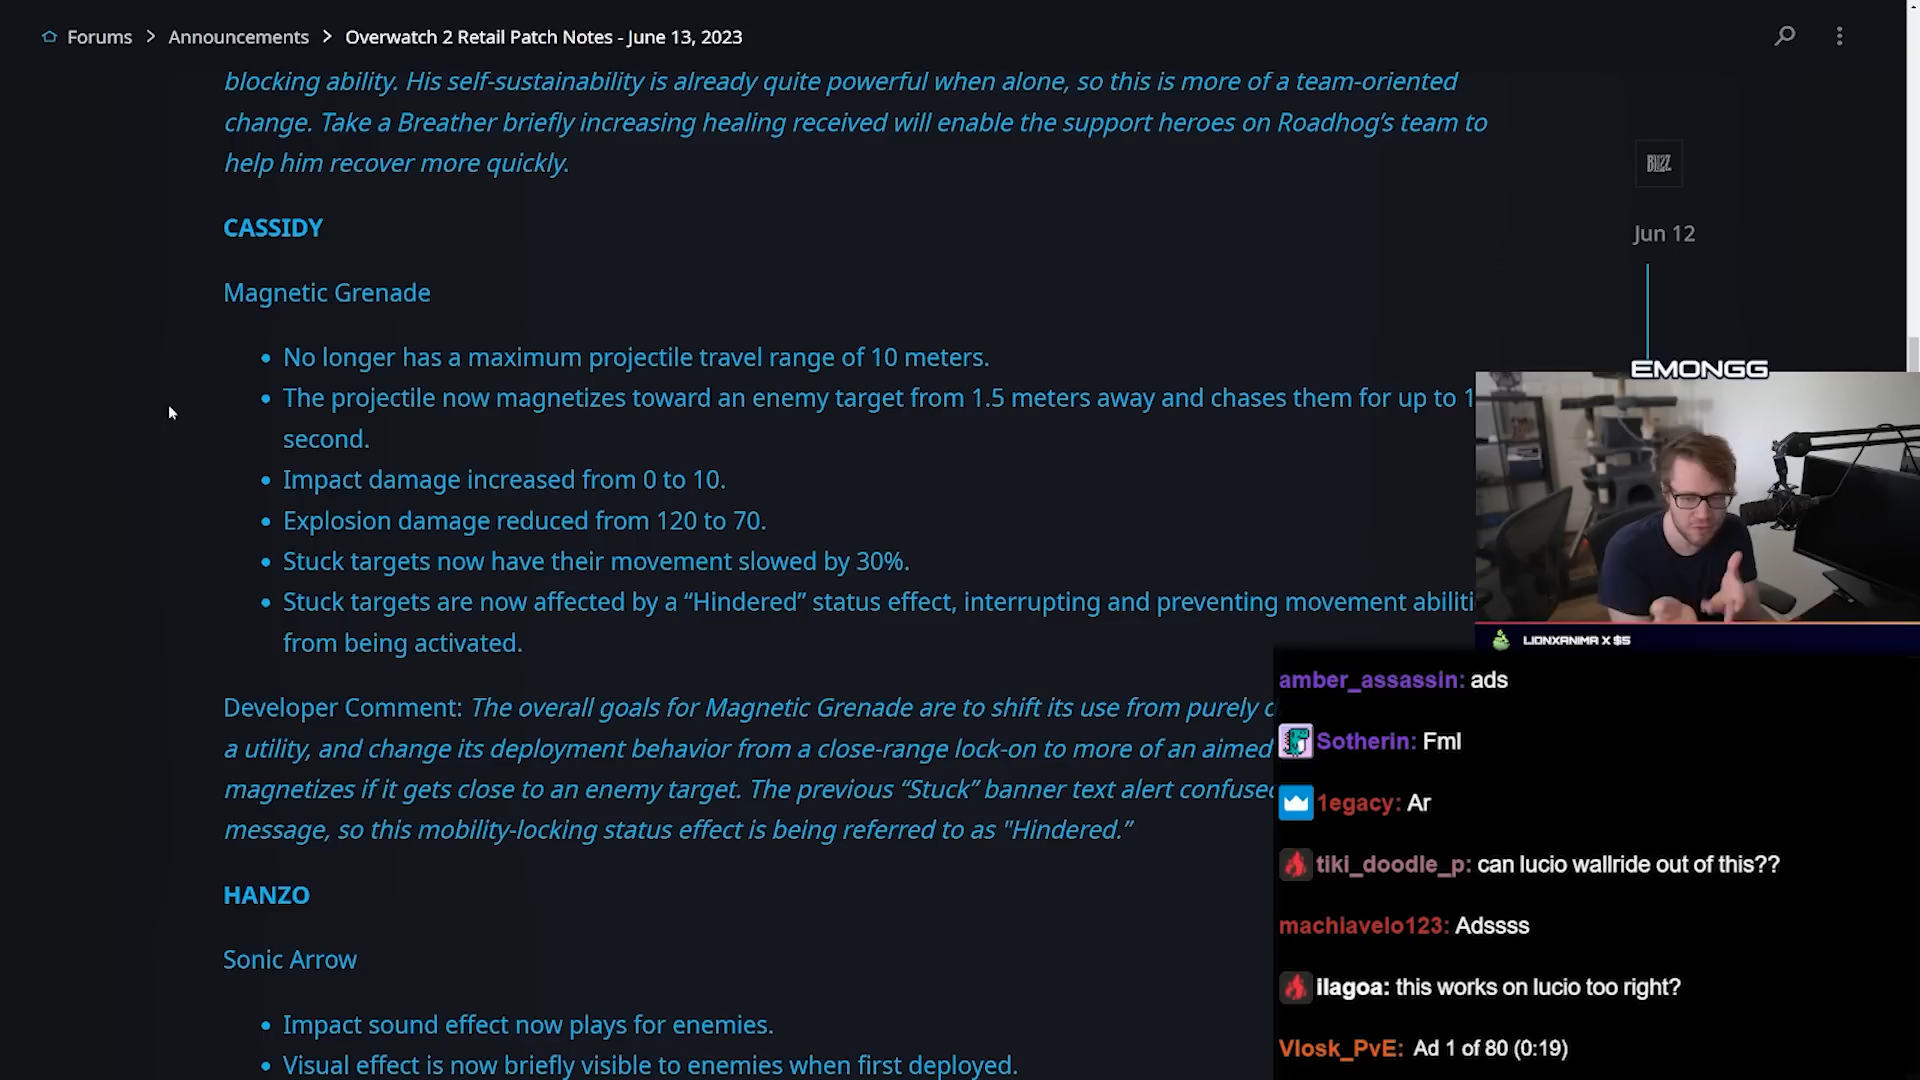 Forums > Announcements > Overwatch 2 Retail Patch Notes - June 13, 2023
blocking ability. His self-sustainability is already quite powerful when alone, so this is more of a team-oriented
change. Take a Breather briefly increasing healing received will enable the support heroes on Roadhog’s team to
help him recover more quickly.
BLIZZ
Jun 12
CASSIDY
Magnetic Grenade
• No longer has a maximum projectile travel range of 10 meters.
• The projectile now magnetizes toward an enemy target from 1.5 meters away and chases them for up to 1
second.
• Impact damage increased from 0 to 10.
• Explosion damage reduced from 120 to 70.
• Stuck targets now have their movement slowed by 30%.
• Stuck targets are now affected by a “Hindered” status effect, interrupting and preventing movement abiliti
from being activated.
Developer Comment: The overall goals for Magnetic Grenade are to shift its use from purely
a utility, and change its deployment behavior from a close-range lock-on to more of an aimed
magnetizes if it gets close to an enemy target. The previous “Stuck” banner text alert confused
message, so this mobility-locking status effect is being referred to as "Hindered.”
HANZO
Sonic Arrow
• Impact sound effect now plays for enemies.
• Visual effect is now briefly visible to enemies when first deployed.
EMONGG
LIONXANIMA X $5
amber_assassin: ads
Sotherin: Fml
1egacy: Ar
tiki_doodle_p: can lucio wallride out of this??
machiavelo123: Adssss
ilagoa: this works on lucio too right?
Vlosk_PvE: Ad 1 of 80 (0:19)